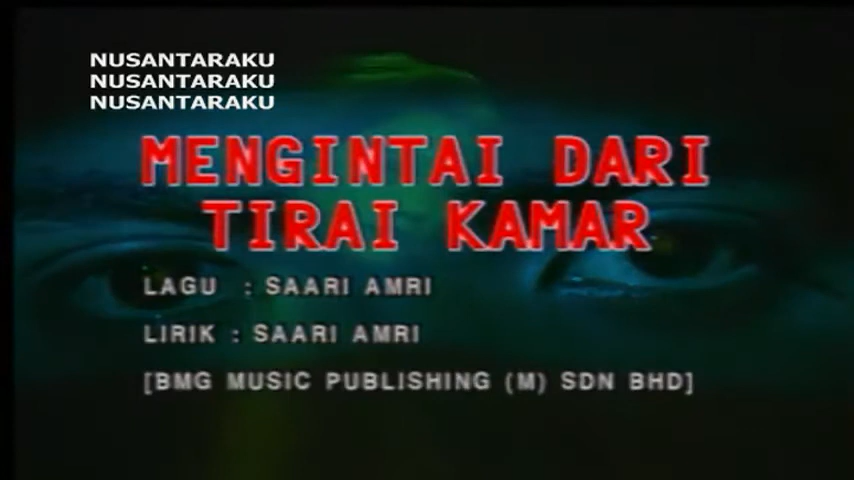 NUSANTARAKU
NUSANTARAKU
NUSANTARAKU
MENGINTAI DARI
TIRAI KAMAR
LAGU : SAARI AMRI
LIRIK : SAARI AMRI
[BMG MUSIC PUBLISHING (M) SDN BHD]